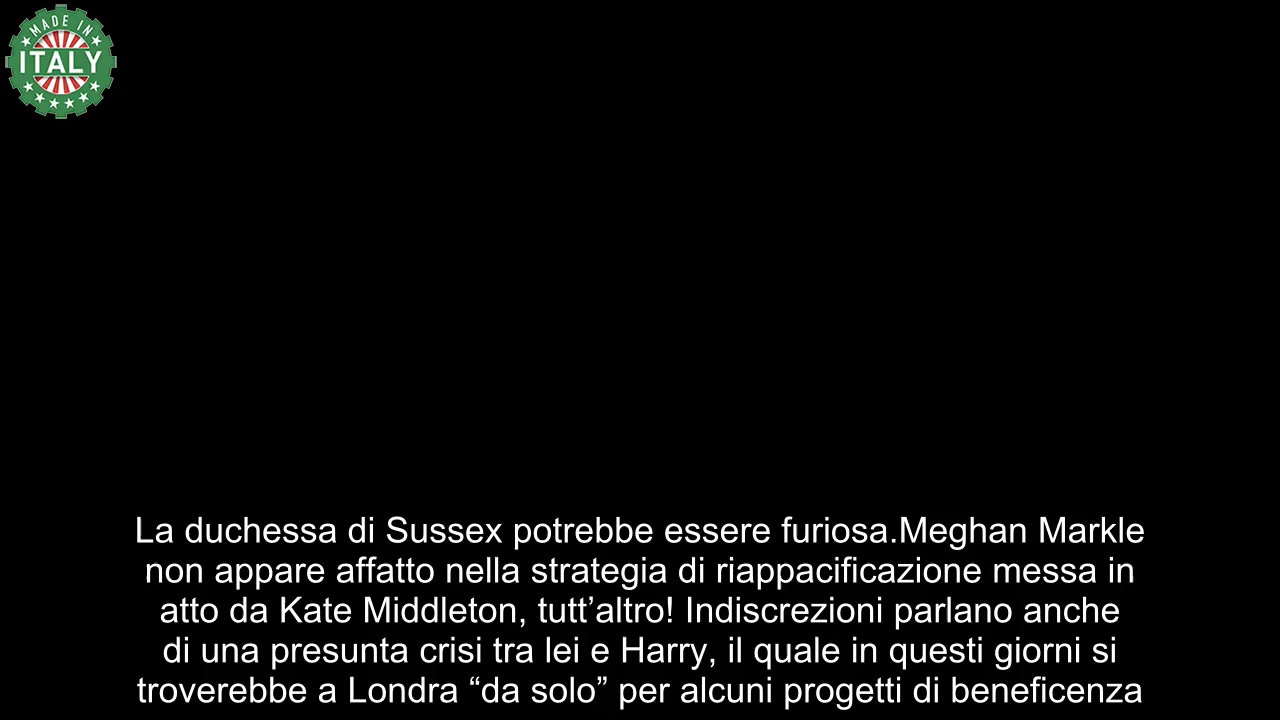 MADE IN
ITALY
La duchessa di Sussex potrebbe essere furiosa.Meghan Markle
non appare affatto nella strategia di riappacificazione messa in
atto da Kate Middleton, tutt’altro! Indiscrezioni parlano anche
di una presunta crisi tra lei e Harry, il quale in questi giorni si
troverebbe a Londra “da solo” per alcuni progetti di beneficenza